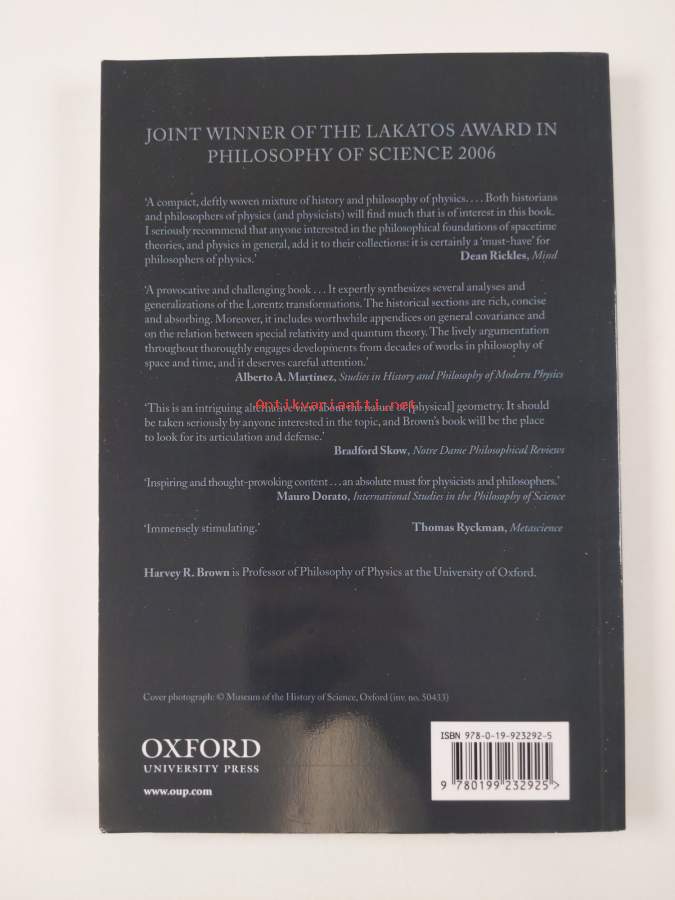 JOINT WINNER OF THE LAKATOS AWARD IN
PHILOSOPHY OF SCIENCE 2006
‘A compact, deftly woven mixture of history and philosophy of physics. . . . Both historians
and philosophers of physics (and physicists) will find much that is of interest in this book.
I seriously recommend that anyone interested in the philosophical foundations of spacetime
theories, and physics in general, add it to their collections: it is certainly a ‘must-have’ for
philosophers of physics.’ Dean Rickles, Mind
‘A provocative and challenging book . . . It expertly synthesizes several analyses and
generalizations of the Lorentz transformations. The historical sections are rich, concise
and absorbing. Moreover, it includes worthwhile appendices on general covariance and
on the relation between special relativity and quantum theory. The lively argumentation
throughout thoroughly engages developments from decades of works in philosophy of
space and time, and it deserves careful attention.’
Alberto A. Martínez, Studies in History and Philosophy of Modern Physics
Antikvariaatti.net
‘This is an intriguing alternative view about the nature of [physical] geometry. It should
be taken seriously by anyone interested in the topic, and Brown’s book will be the place
to look for its articulation and defense.’
Bradford Skow, Notre Dame Philosophical Reviews
‘Inspiring and thought-provoking content . . . an absolute must for physicists and philosophers.’
Mauro Dorato, International Studies in the Philosophy of Science
‘Immensely stimulating.’ Thomas Ryckman, Metascience
Harvey R. Brown is Professor of Philosophy of Physics at the University of Oxford.
Cover photograph: © Museum of the History of Science, Oxford (inv. no. 50433)
OXFORD
UNIVERSITY PRESS
www.oup.com
ISBN 978-0-19-923292-5
9 780199 232925 >